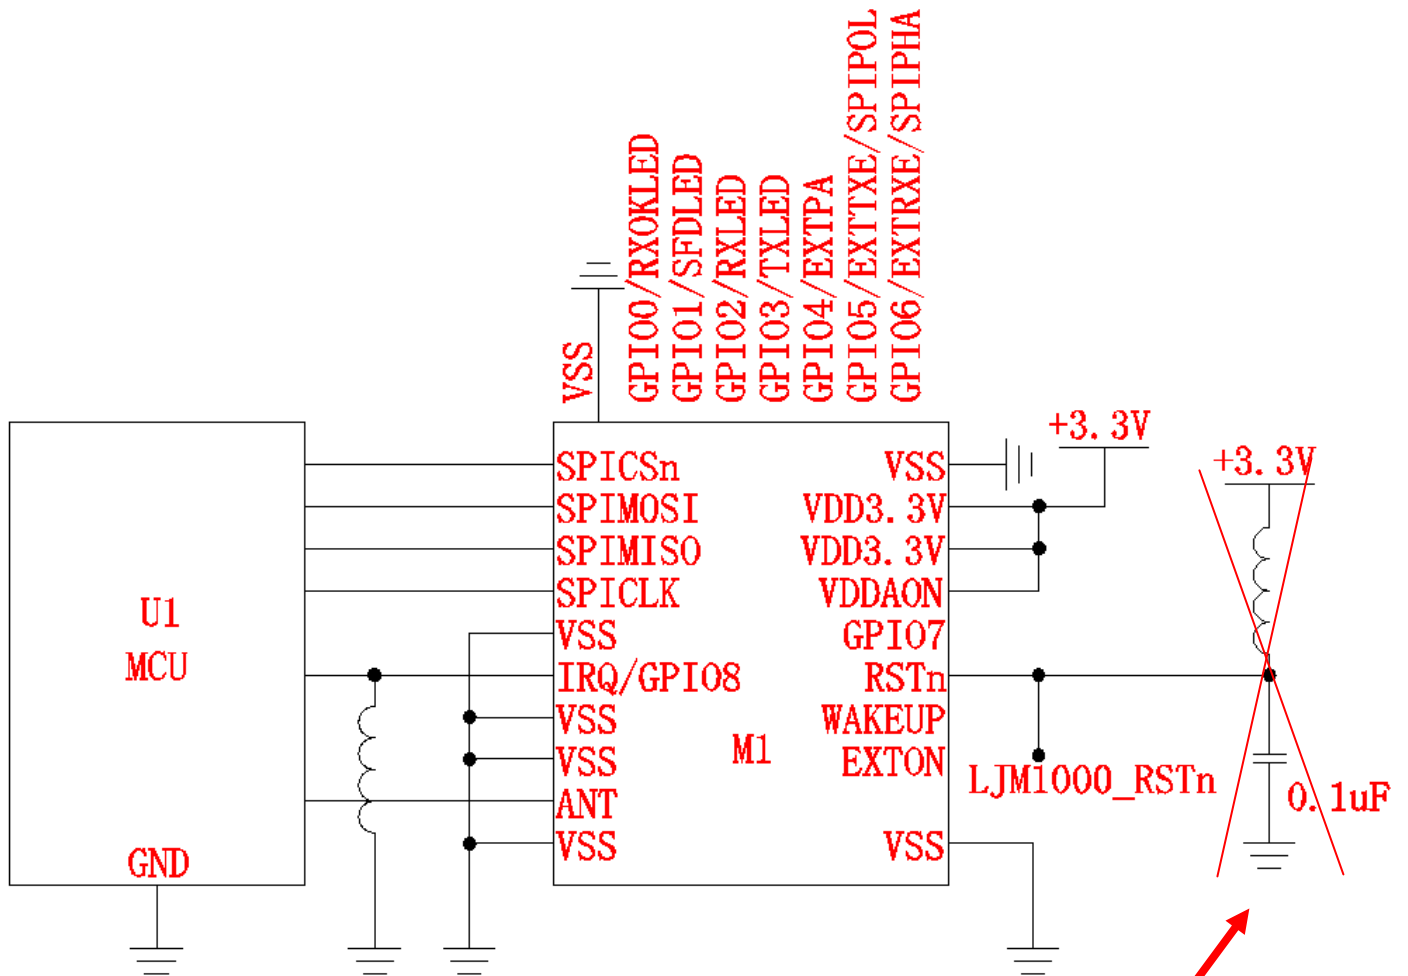 GPIO0/RXOKLED
GPIO1/SFDLED
GPIO2/RXLED
GPIO3/TXLED
GPIO4/EXTPA
GPIO5/EXTTXE/SPIPOL
GPIO6/EXTRXE/SPIPHA
VSS
+3.3V
+3.3V
SPICSn
VSS
SPIMOSI
VDD3.3V
SPIMISO
VDD3.3V
SPICLK
VDDAON
U1
MCU
VSS
GPIO7
IRQ/GPIO8
RSTn
VSS
WAKEUP
M1
VSS
EXTON
LJM1000_RSTn
ANT
0.1uF
VSS
VSS
GND